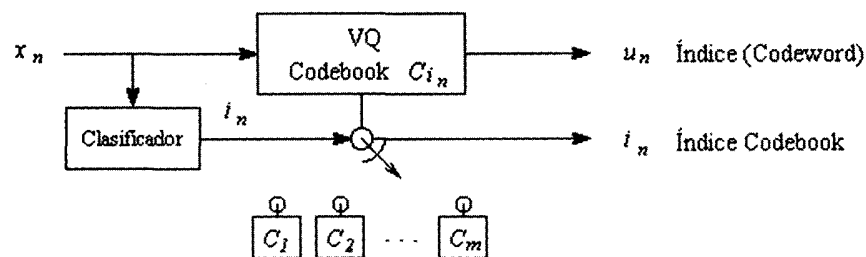 VQ
x n
Codebook C i n
u n Índice (Codeword)
Clasificador
i n
i n Índice Codebook
C 1 C 2 ... C m